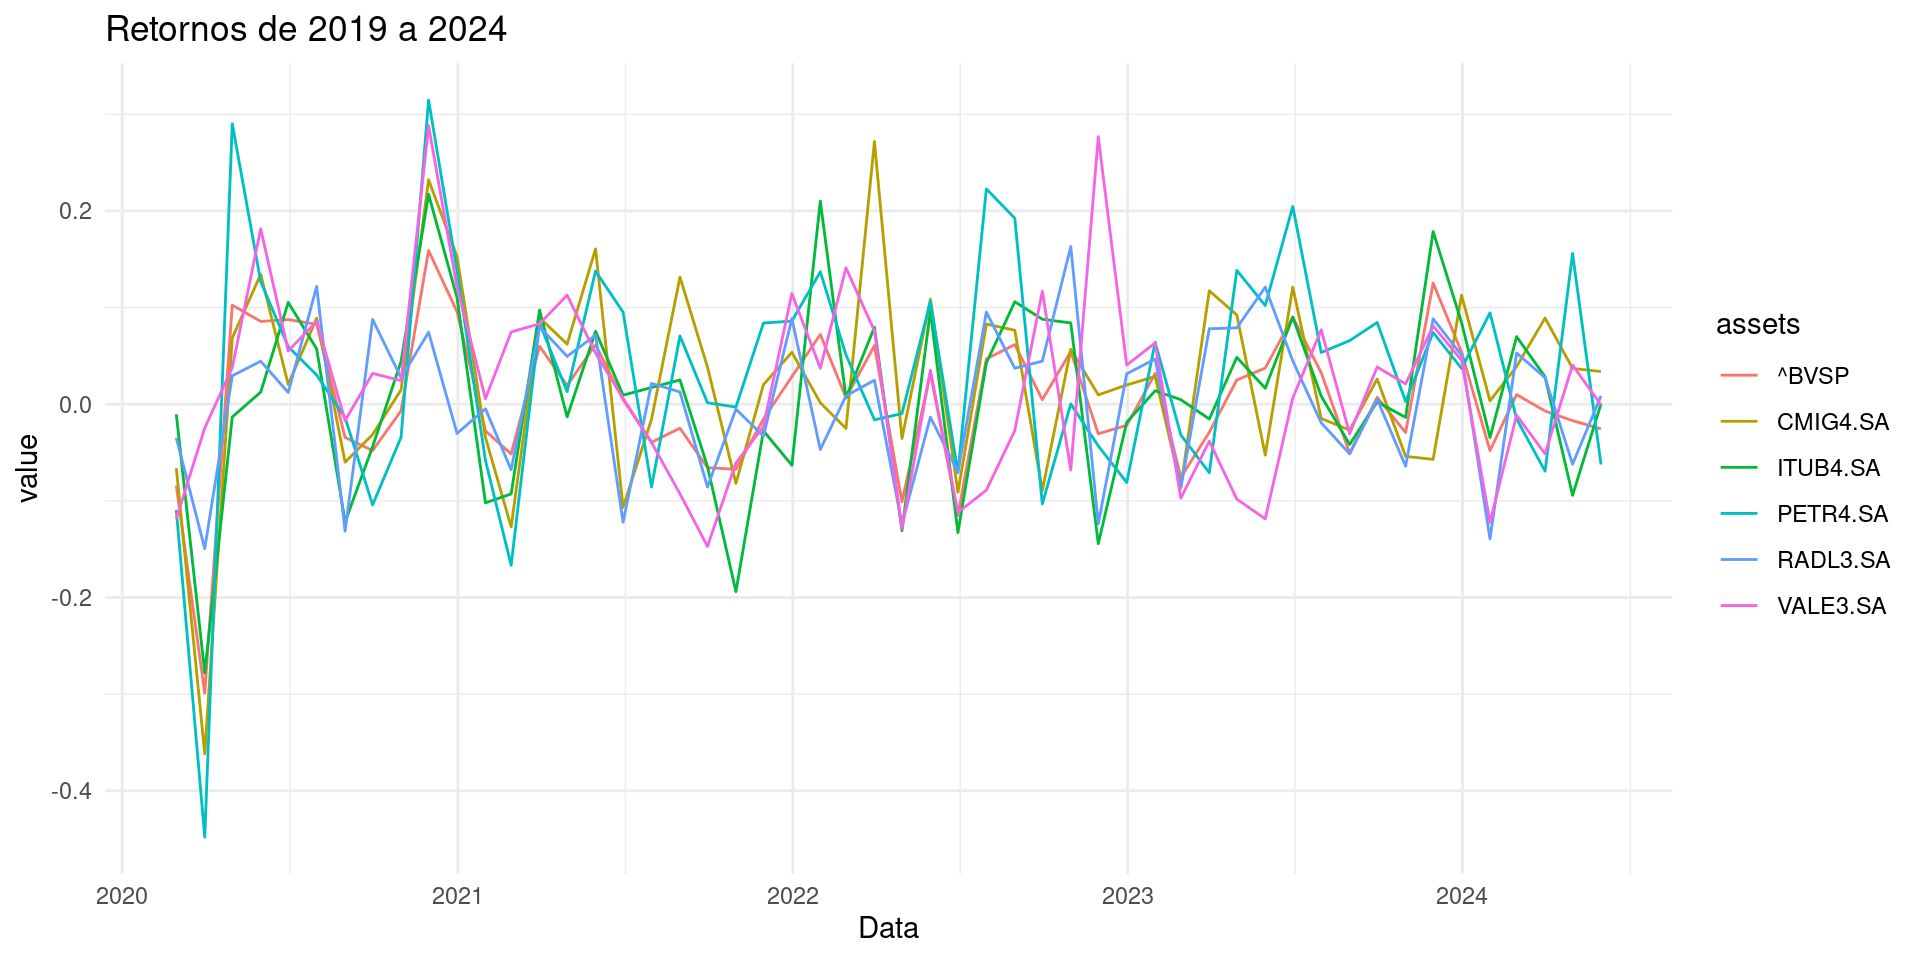 Retornos de 2019 a 2024
value
0.2
0.0
-0.2
-0.4
2020
2021
2022
2023
2024
Data
assets
^BVSP
CMIG4.SA
ITUB4.SA
PETR4.SA
RADL3.SA
VALE3.SA